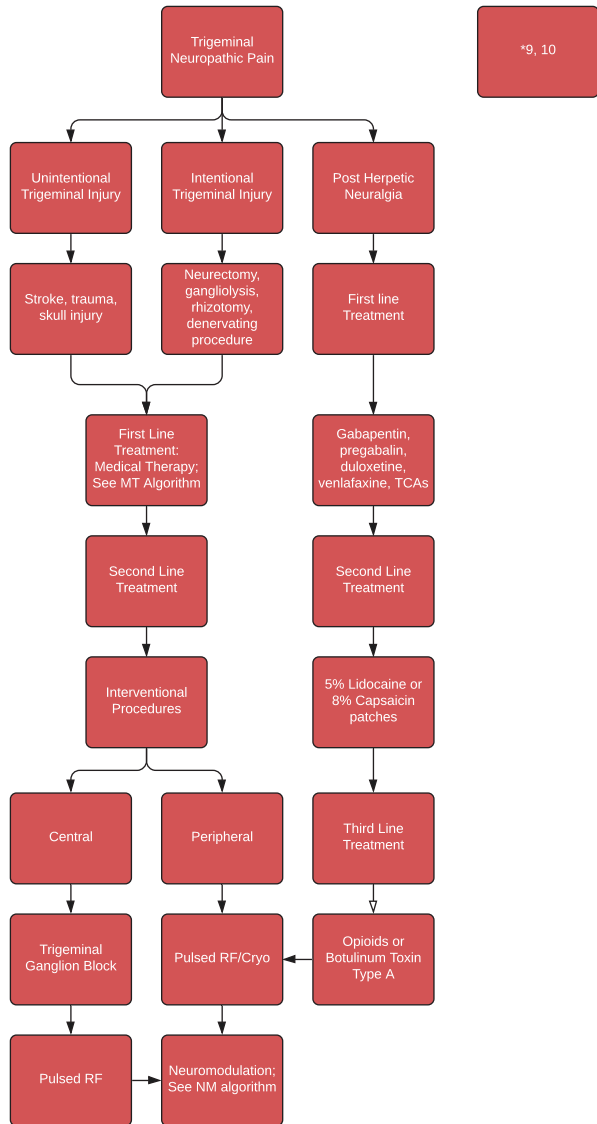 Trigeminal
Neuropathic Pain
*9, 10
Unintentional
Trigeminal Injury
Intentional
Trigeminal Injury
Post Herpetic
Neuralgia
Stroke, trauma,
skull injury
Neurectomy,
gangliolysis,
rhizotomy,
denervating
procedure
First line
Treatment
First Line
Treatment:
Medical Therapy;
See MT Algorithm
Gabapentin,
pregabalin,
duloxetine,
venlafaxine, TCAs
Second Line
Treatment
Second Line
Treatment
Interventional
Procedures
5% Lidocaine or
8% Capsaicin
patches
Central
Peripheral
Third Line
Treatment
Trigeminal
Ganglion Block
Pulsed RF/Cryo
Opioids or
Botulinum Toxin
Type A
Pulsed RF
Neuromodulation;
See NM algorithm